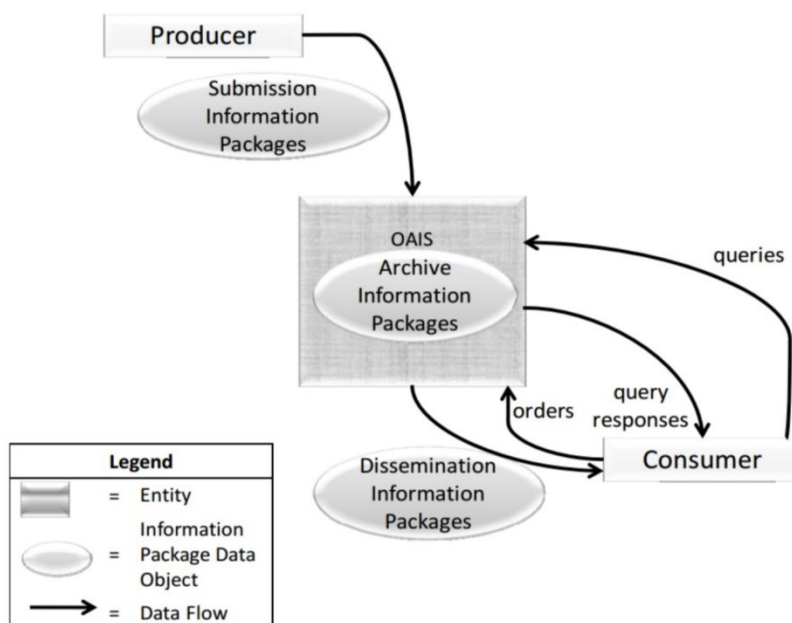 Producer
Submission
Information
Packages
OAIS
Archive
Information
Packages
queries
query
responses
orders
Consumer
Dissemination
Information
Packages
Legend
= Entity
Information
= Package Data
Object
= Data Flow